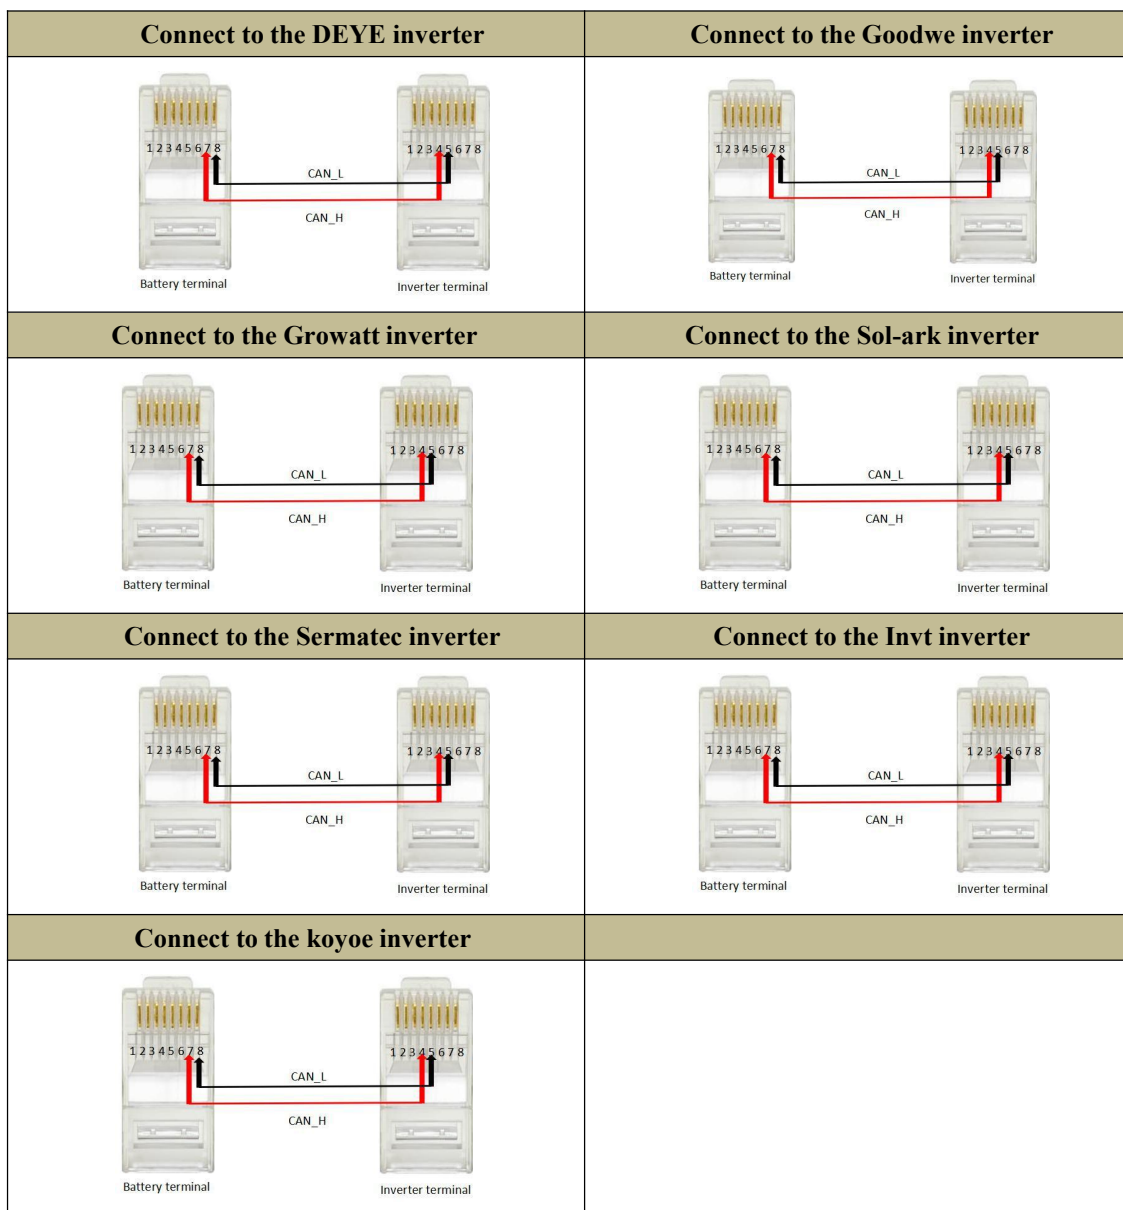 Connect to the DEYE inverter
Connect to the Goodwe inverter
1 2 3 4 5 6 7 8
1 2 3 4 5 6 7 8
CAN_L
CAN_H
Battery terminal
Inverter terminal
1 2 3 4 5 6 7 8
1 2 3 4 5 6 7 8
CAN_L
CAN_H
Battery terminal
Inverter terminal
Connect to the Growatt inverter
Connect to the Sol-ark inverter
1 2 3 4 5 6 7 8
1 2 3 4 5 6 7 8
CAN_L
CAN_H
Battery terminal
Inverter terminal
1 2 3 4 5 6 7 8
1 2 3 4 5 6 7 8
CAN_L
CAN_H
Battery terminal
Inverter terminal
Connect to the Sermatec inverter
Connect to the Invt inverter
1 2 3 4 5 6 7 8
1 2 3 4 5 6 7 8
CAN_L
CAN_H
Battery terminal
Inverter terminal
1 2 3 4 5 6 7 8
1 2 3 4 5 6 7 8
CAN_L
CAN_H
Battery terminal
Inverter terminal
Connect to the koyoe inverter
1 2 3 4 5 6 7 8
1 2 3 4 5 6 7 8
CAN_L
CAN_H
Battery terminal
Inverter terminal